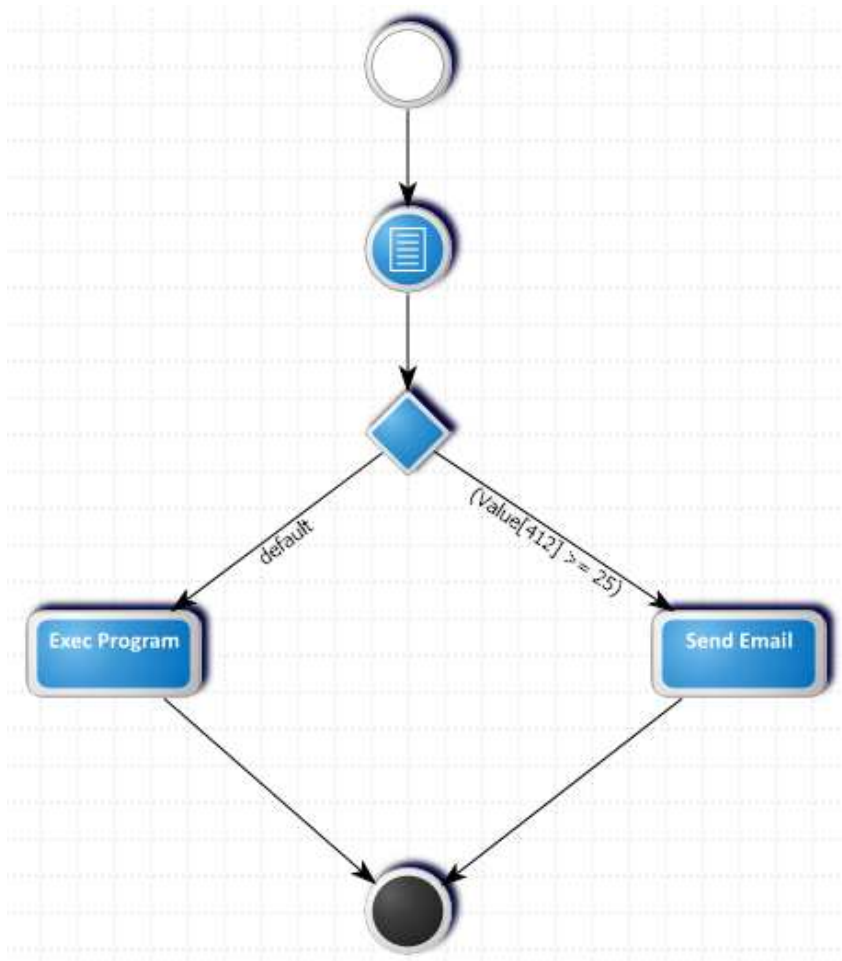 default
(Value[412] >= 25)
Exec Program
Send Email